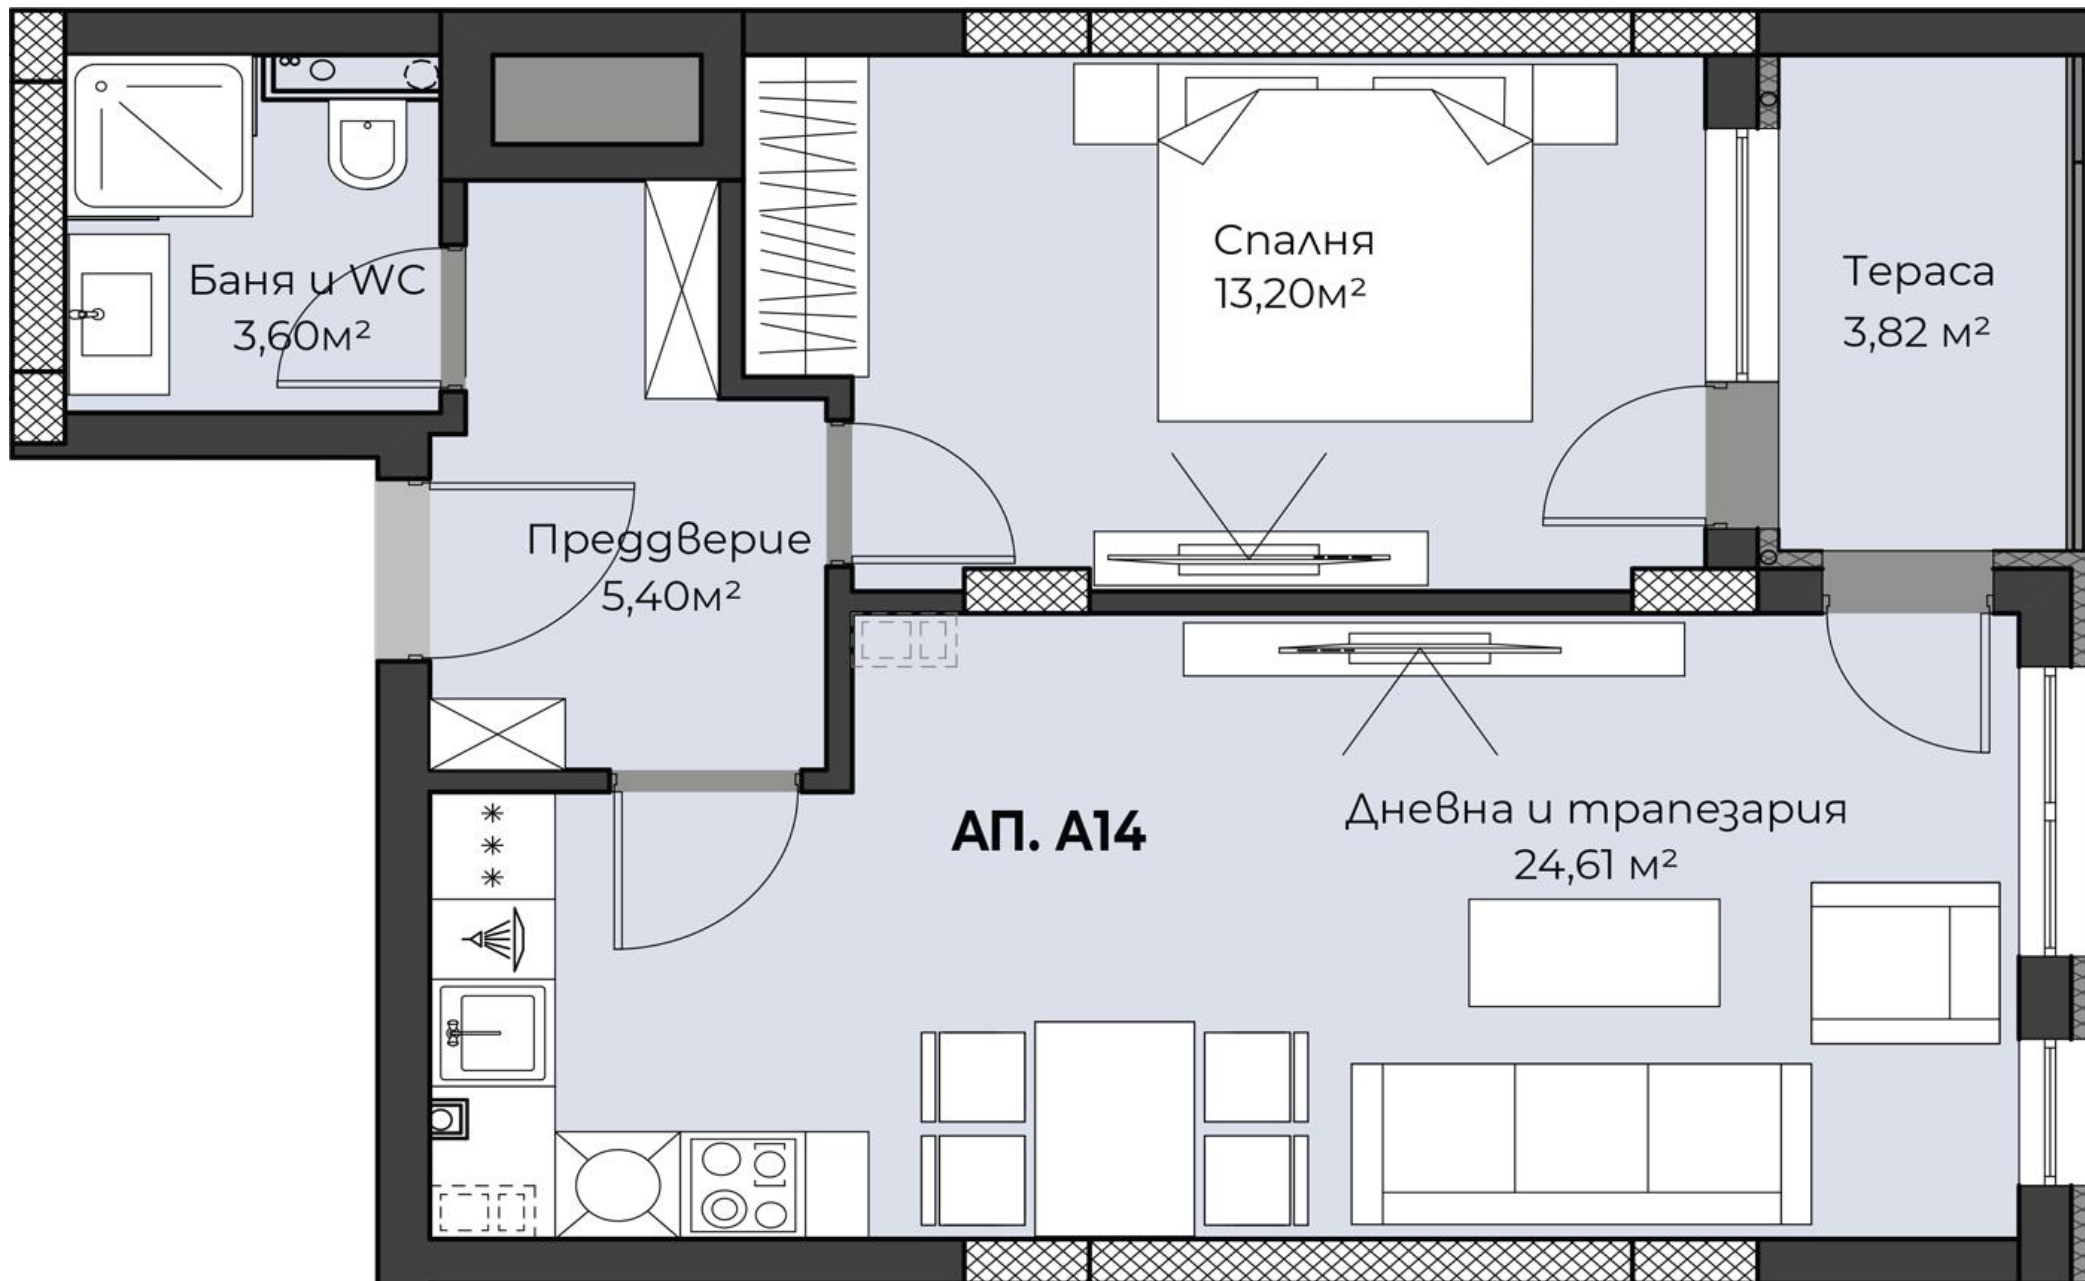 Спалня
13,20м²
Тераса
3,82 м²
Баня и WC
3,60м²
Преддверие
5,40м²
АП. А14
Дневна и трапезария
24,61 м²